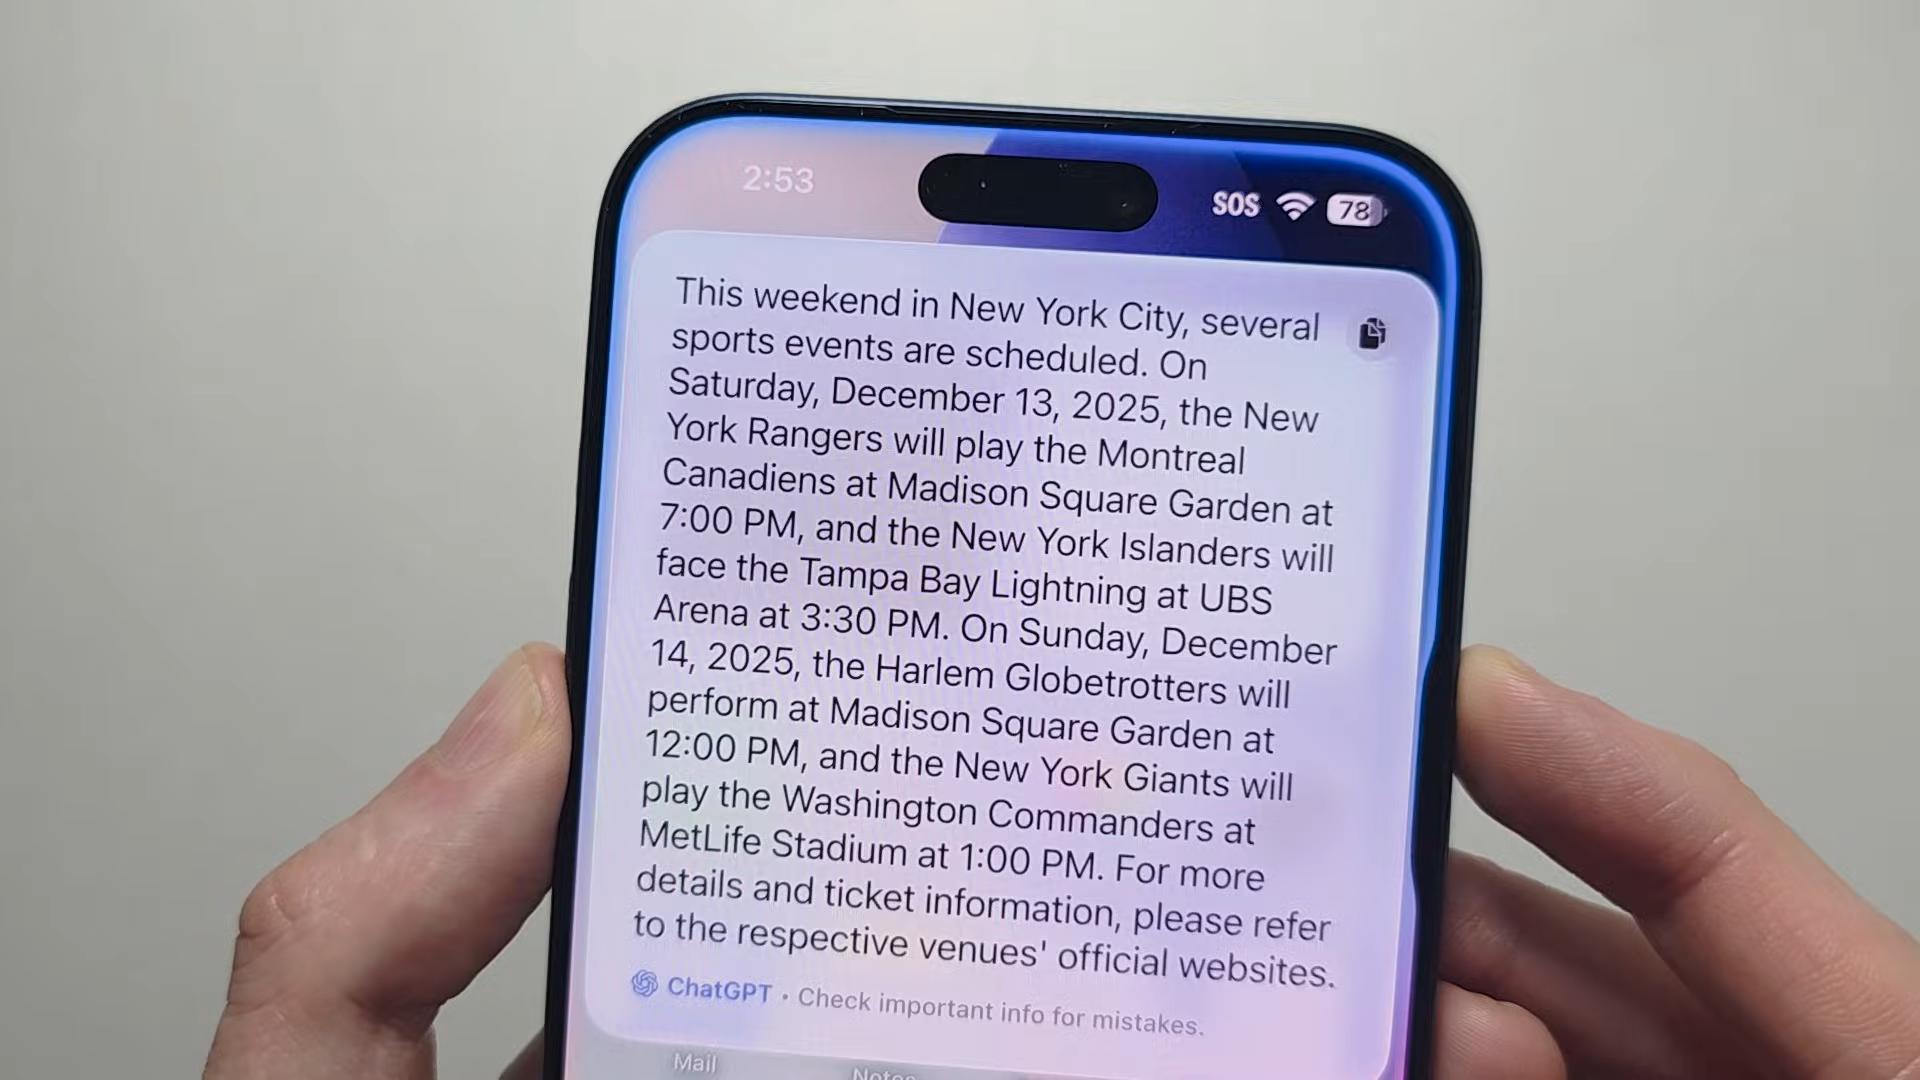 2:53
SOS
78
This weekend in New York City, several
sports events are scheduled. On
Saturday, December 13, 2025, the New
York Rangers will play the Montreal
Canadiens at Madison Square Garden at
7:00 PM, and the New York Islanders will
face the Tampa Bay Lightning at UBS
Arena at 3:30 PM. On Sunday, December
14, 2025, the Harlem Globetrotters will
perform at Madison Square Garden at
12:00 PM, and the New York Giants will
play the Washington Commanders at
MetLife Stadium at 1:00 PM. For more
details and ticket information, please refer
to the respective venues' official websites.
ChatGPT • Check important info for mistakes.
Mail
Notes